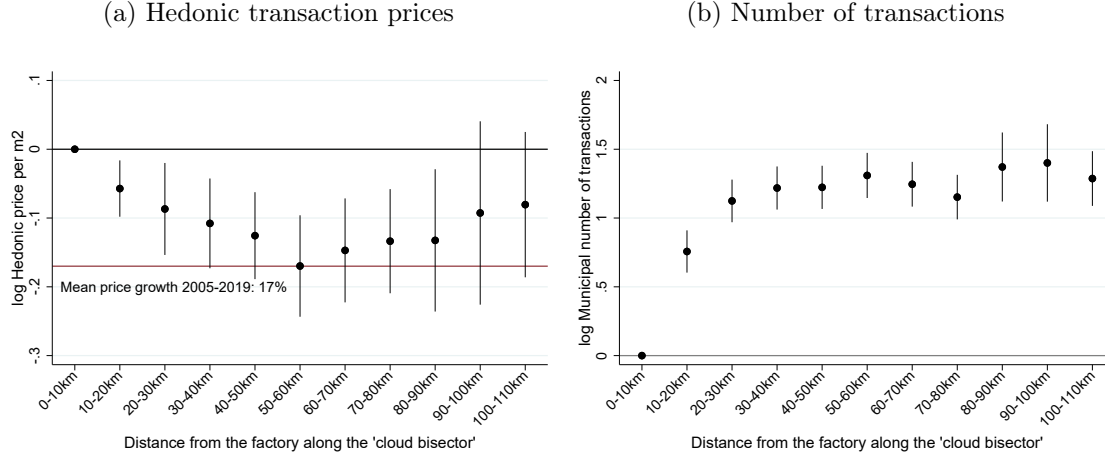 (a) Hedonic transaction prices
log Hedonic price per m2
.1
0
-.1
-.2
-.3
Mean price growth 2005-2019: 17%
0-10km
10-20km
20-30km
30-40km
40-50km
50-60km
60-70km
70-80km
80-90km
90-100km
100-110km
Distance from the factory along the 'cloud bisector'
(b) Number of transactions
log Municipal number of transactions
2
1.5
1
.5
0
0-10km
10-20km
20-30km
30-40km
40-50km
50-60km
60-70km
70-80km
80-90km
90-100km
100-110km
Distance from the factory along the 'cloud bisector'